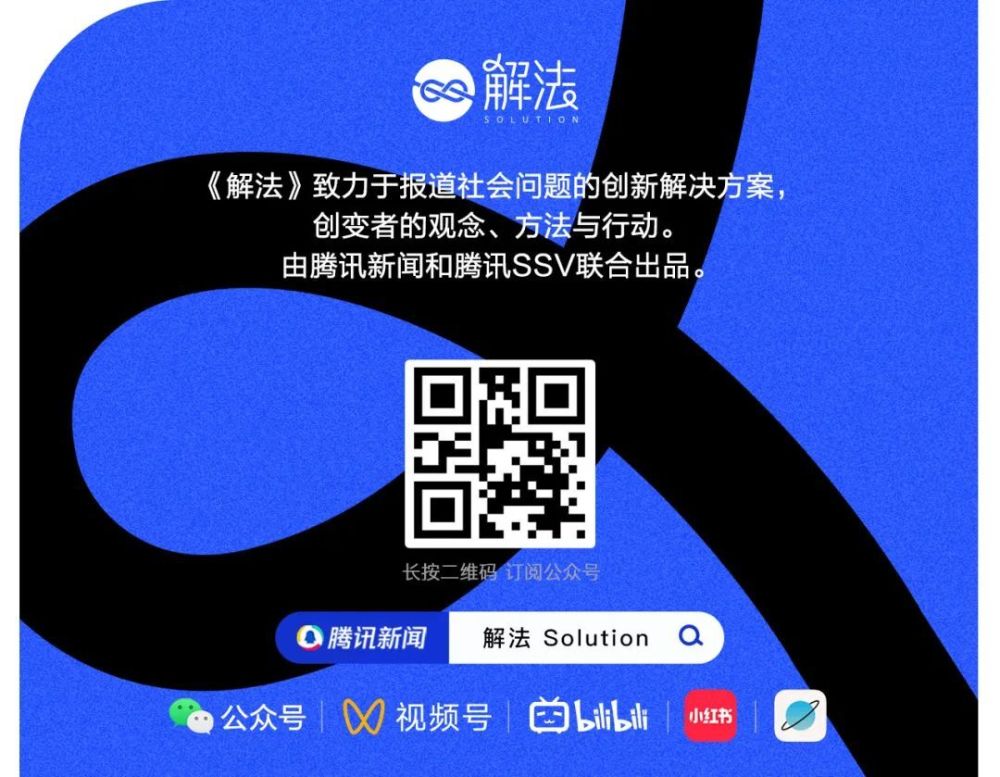 解法
SOLUTION
《解法》致力于报道社会问题的创新解决方案，
创变者的观念、方法与行动。
由腾讯新闻和腾讯SSV联合出品。
长按二维码 订阅公众号
腾讯新闻 解法 Solution
公众号 视频号 bilibili 小红书